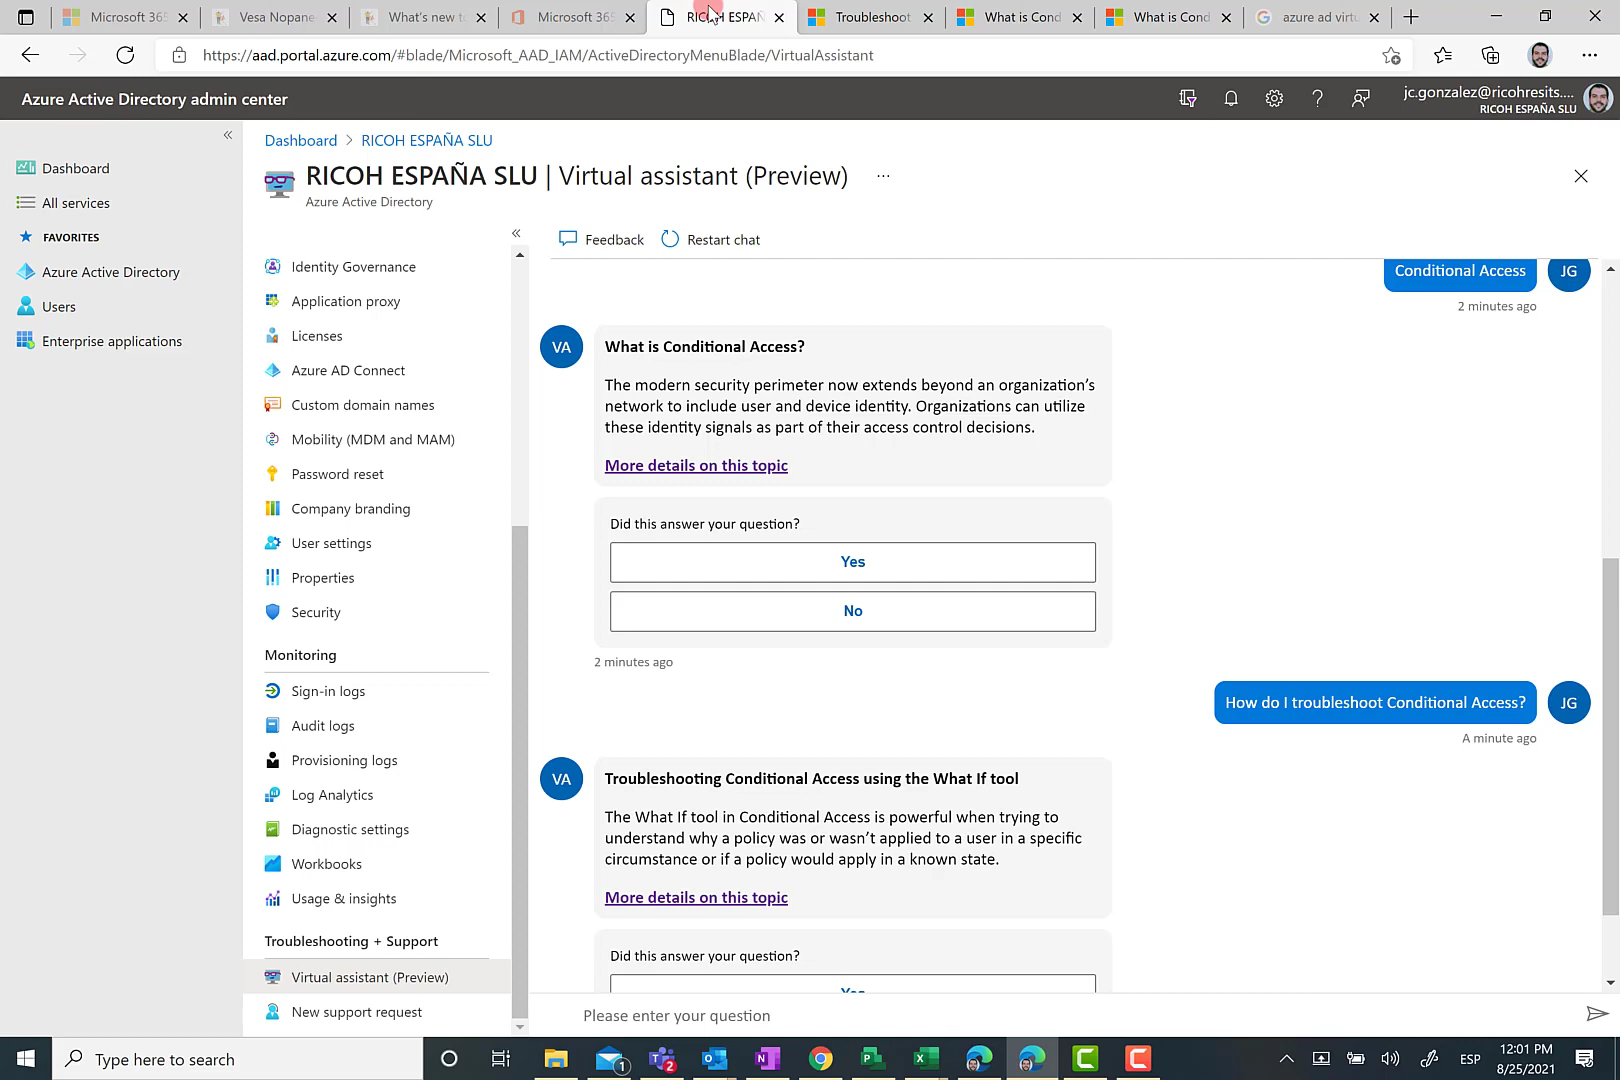 Microsoft 365
Vesa Nopane
What's new to
Microsoft 365
RICOH ESPAÑ
Troubleshoot
What is Cond
What is Cond
azure ad virtu
https://aad.portal.azure.com/#blade/Microsoft_AAD_IAM/ActiveDirectoryMenuBlade/VirtualAssistant
Azure Active Directory admin center
jc.gonzalez@ricohresits....
RICOH ESPAÑA SLU
Dashboard
All services
FAVORITES
Azure Active Directory
Users
Enterprise applications
Dashboard > RICOH ESPAÑA SLU
RICOH ESPAÑA SLU | Virtual assistant (Preview) ...
Azure Active Directory
Identity Governance
Application proxy
Licenses
Azure AD Connect
Custom domain names
Mobility (MDM and MAM)
Password reset
Company branding
User settings
Properties
Security
Monitoring
Sign-in logs
Audit logs
Provisioning logs
Log Analytics
Diagnostic settings
Workbooks
Usage & insights
Troubleshooting + Support
Virtual assistant (Preview)
New support request
Feedback
Restart chat
Conditional Access
JG
2 minutes ago
VA
What is Conditional Access?
The modern security perimeter now extends beyond an organization's
network to include user and device identity. Organizations can utilize
these identity signals as part of their access control decisions.
More details on this topic
Did this answer your question?
Yes
No
2 minutes ago
How do I troubleshoot Conditional Access?
JG
A minute ago
VA
Troubleshooting Conditional Access using the What If tool
The What If tool in Conditional Access is powerful when trying to
understand why a policy was or wasn't applied to a user in a specific
circumstance or if a policy would apply in a known state.
More details on this topic
Did this answer your question?
Yes
Please enter your question
Type here to search
1
2
ESP
12:01 PM
8/25/2021